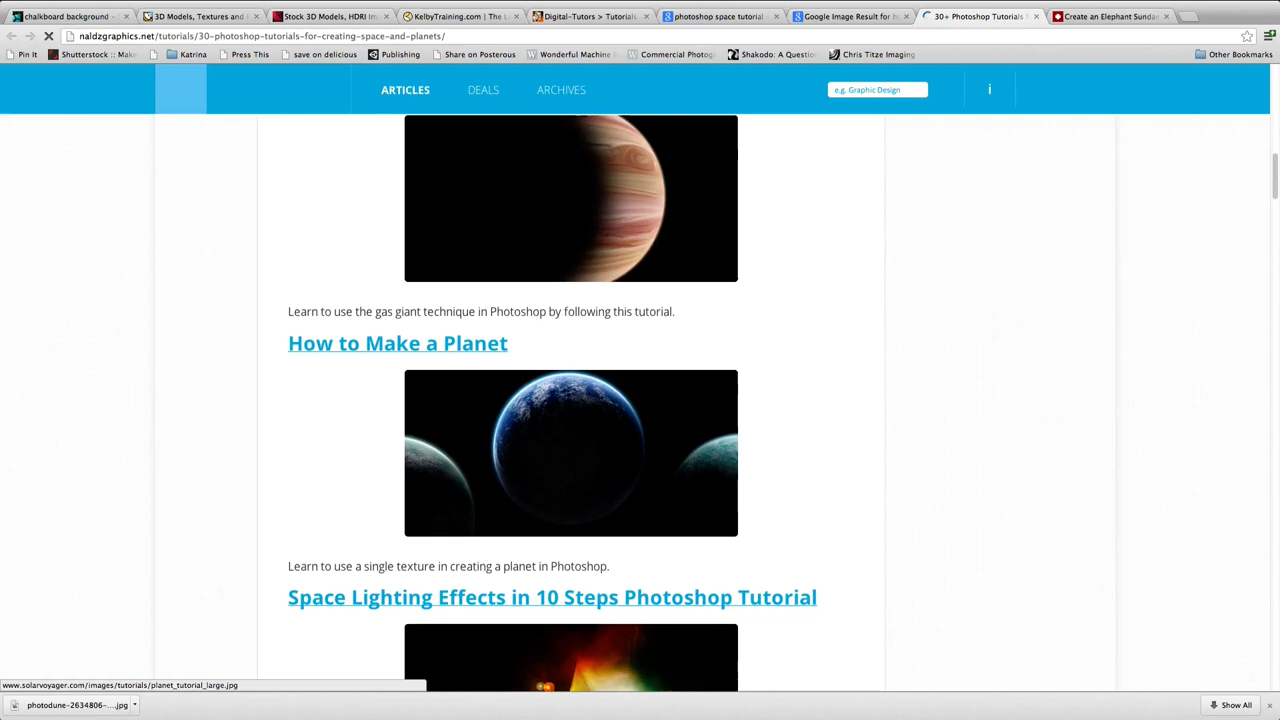 chalkboard background -
3D Models, Textures and
Stock 3D Models, HDRI Im
KelbyTraining.com | The L
Digital-Tutors > Tutorials
photoshop space tutorial
Google Image Result for h
30+ Photoshop Tutorials
Create an Elephant Sunda
naldzgraphics.net/tutorials/30-photoshop-tutorials-for-creating-space-and-planets/
Pin It
Shutterstock :: Make
Katrina
Press This
save on delicious
Publishing
Share on Posterous
Wonderful Machine
Commercial Photog
Shakodo: A Questio
Chris Titze Imaging
Other Bookmarks
ARTICLES
DEALS
ARCHIVES
e.g. Graphic Design
i
Learn to use the gas giant technique in Photoshop by following this tutorial.
How to Make a Planet
Learn to use a single texture in creating a planet in Photoshop.
Space Lighting Effects in 10 Steps Photoshop Tutorial
www.solarvoyager.com/images/tutorials/planet_tutorial_large.jpg
photodune-2634806-....jpg
Show All